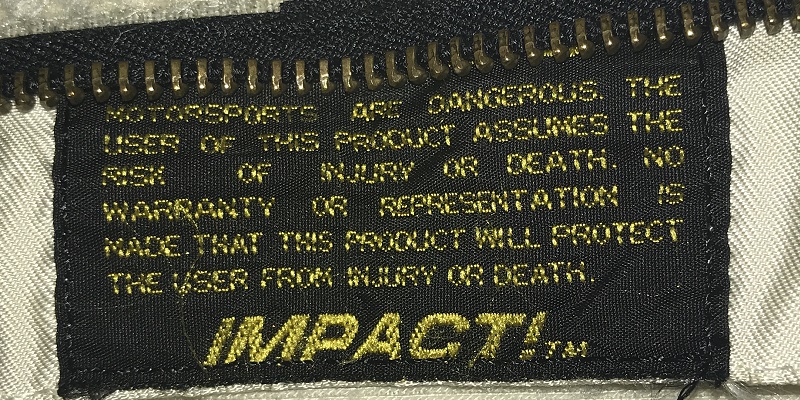 MOTORSPORTS ARE DANGEROUS. THE
USER OF THIS PRODUCT ASSUMES THE
RISK OF INJURY OR DEATH. NO
WARRANTY OR REPRESENTATION IS
MADE THAT THIS PRODUCT WILL PROTECT
THE USER FROM INJURY OR DEATH.
IMPACT!™